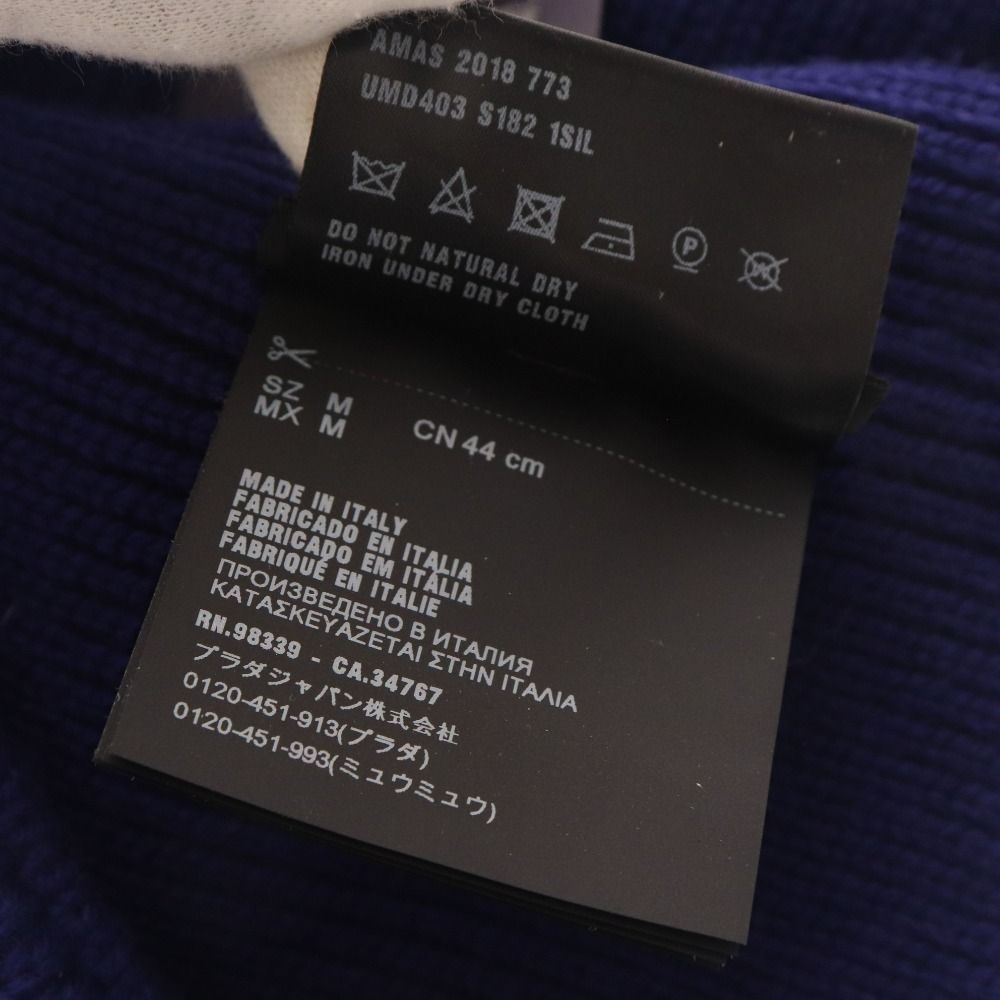 AMAS 2018 773
UMD403 S182 1SIL
P
W
DO NOT NATURAL DRY
IRON UNDER DRY CLOTH
SZ M
MX M
CN 44 cm
MADE IN ITALY
FABRICADO EN ITALIA
FABRICADO EM ITÁLIA
FABRIQUÉ EN ITALIE
ПРОИЗВЕДЕНО В ИТАЛИЯ
ΚΑΤΑΣΚΕΥΑΖΕΤΑΙ ΣΤΗΝ ΙΤΑΛΙΑ
RN.98339 - CA.34767
プラダジャパン株式会社
0120-451-913(プラダ)
0120-451-993(ミュウミュウ)